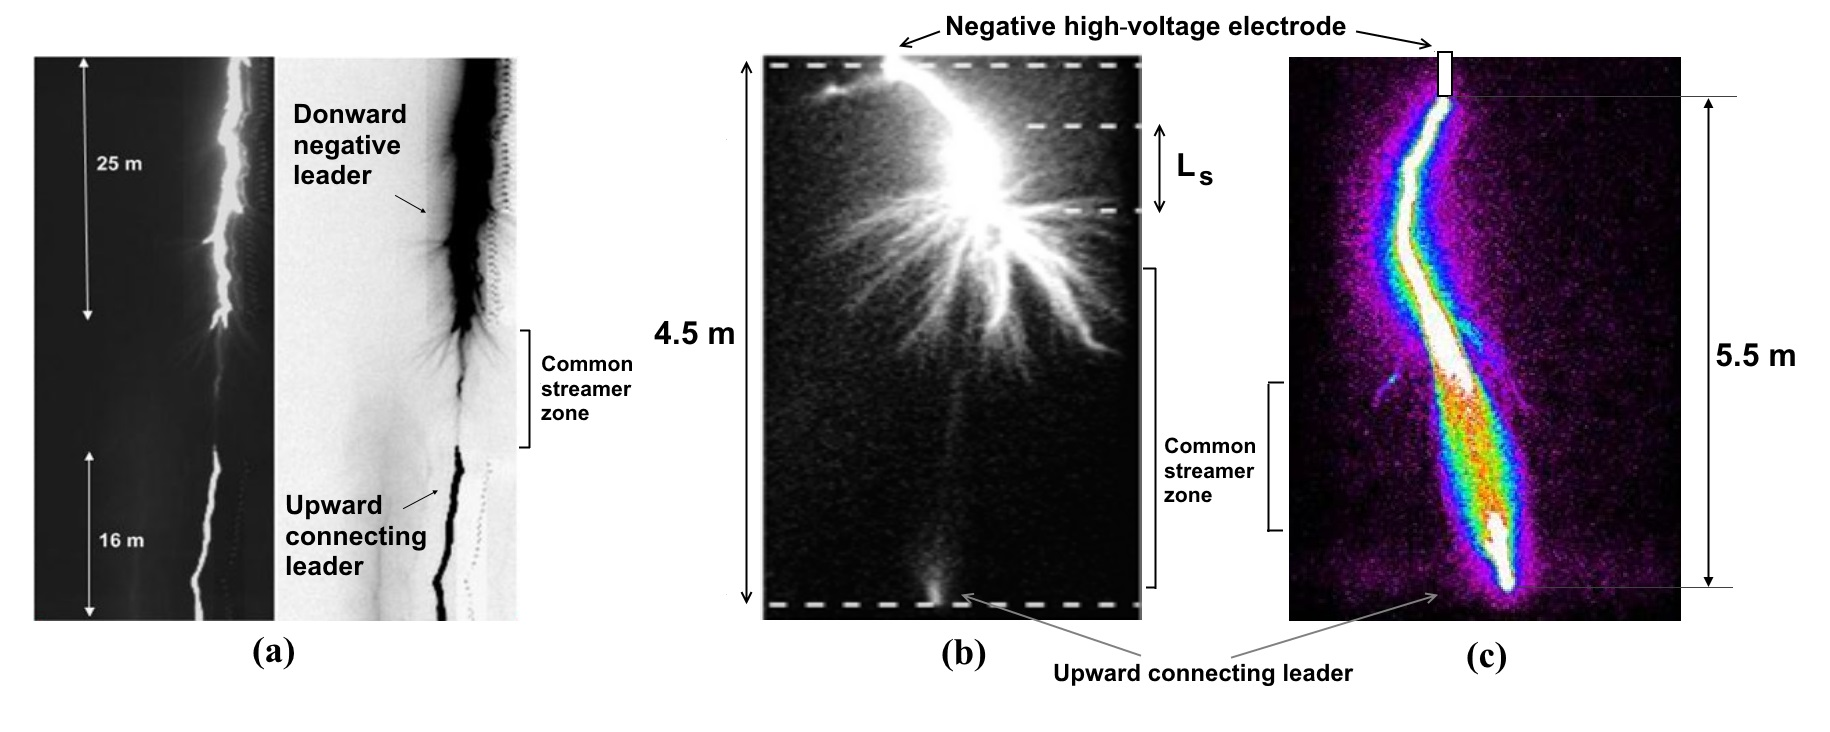 Negative high-voltage electrode
25 m
Donward
negative
leader
Common
streamer
zone
16 m
Upward
connecting
leader
(a)
4.5 m
L s
Common
streamer
zone
(b)
5.5 m
(c)
Upward connecting leader